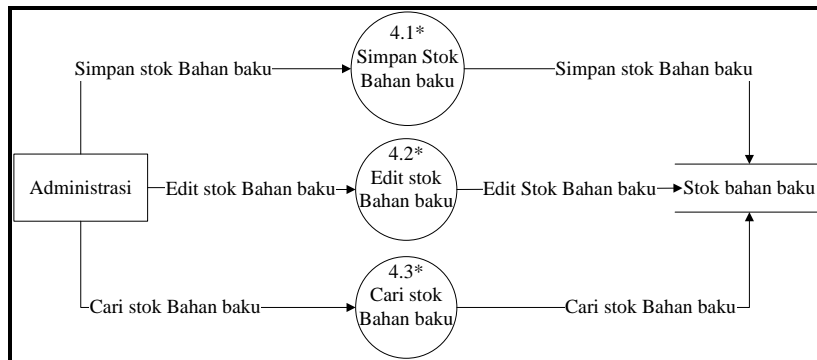 4.1*
Simpan Stok
Bahan baku
Simpan stok Bahan baku
Simpan stok Bahan baku
Administrasi
Edit stok Bahan baku
4.2*
Edit stok
Bahan baku
Edit Stok Bahan baku
Stok bahan baku
4.3*
Cari stok
Bahan baku
Cari stok Bahan baku
Cari stok Bahan baku